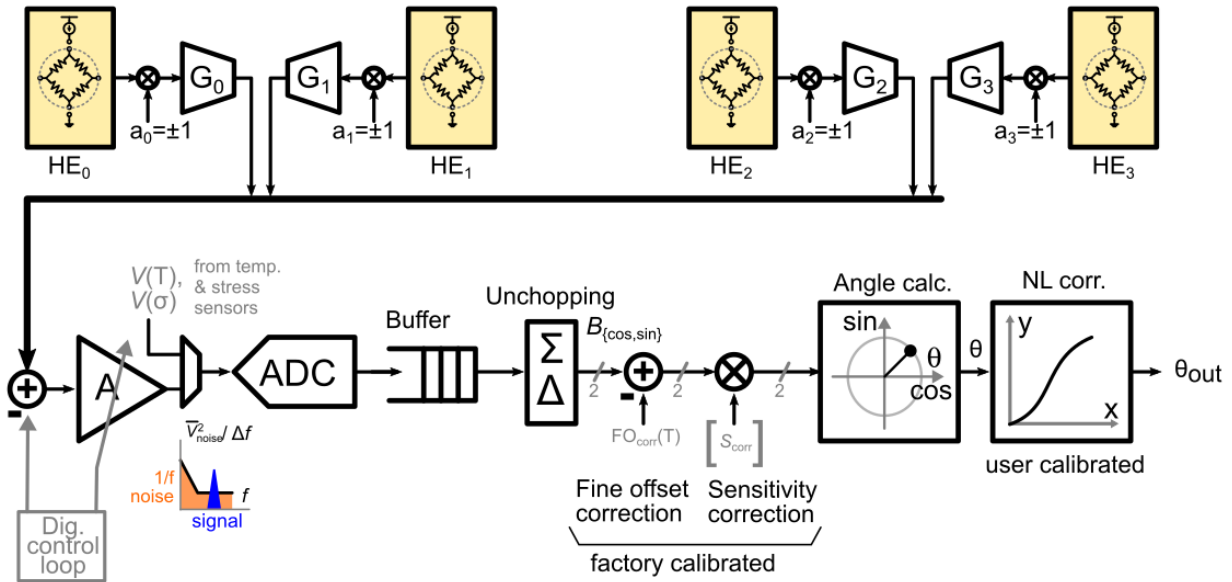 G₀
G₁
G₂
G₃
a₀=±1
a₁=±1
a₂=±1
a₃=±1
HE₀
HE₁
HE₂
HE₃
V(T),
V(σ)
from temp.
& stress
sensors
A
ADC
Buffer
Unchopping
Σ
Δ
B{cos,sin}
2
2
2
FOcorr(T)
[Scorr]
Fine offset
correction
Sensitivity
correction
factory calibrated
Angle calc.
sin
θ
cos
θ
NL corr.
y
x
user calibrated
θout
V̅²noise/ Δf
1/f
noise
f
signal
Dig.
control
loop